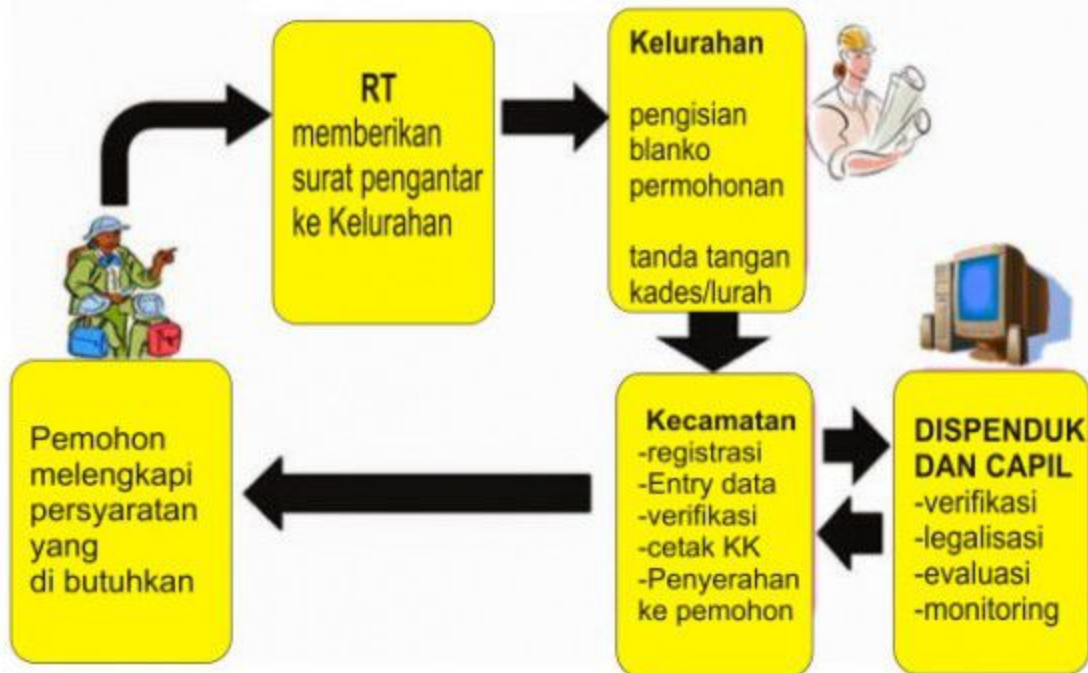 RT
memberikan
surat pengantar
ke Kelurahan
Kelurahan
pengisian
blanko
permohonan
tanda tangan
kades/lurah
Kecamatan
-registrasi
-Entry data
-verifikasi
-cetak KK
-Penyerahan
ke pemohon
DISPENDUK
DAN CAPIL
-verifikasi
-legalisasi
-evaluasi
-monitoring
Pemohon
melengkapi
persyaratan
yang
di butuhkan